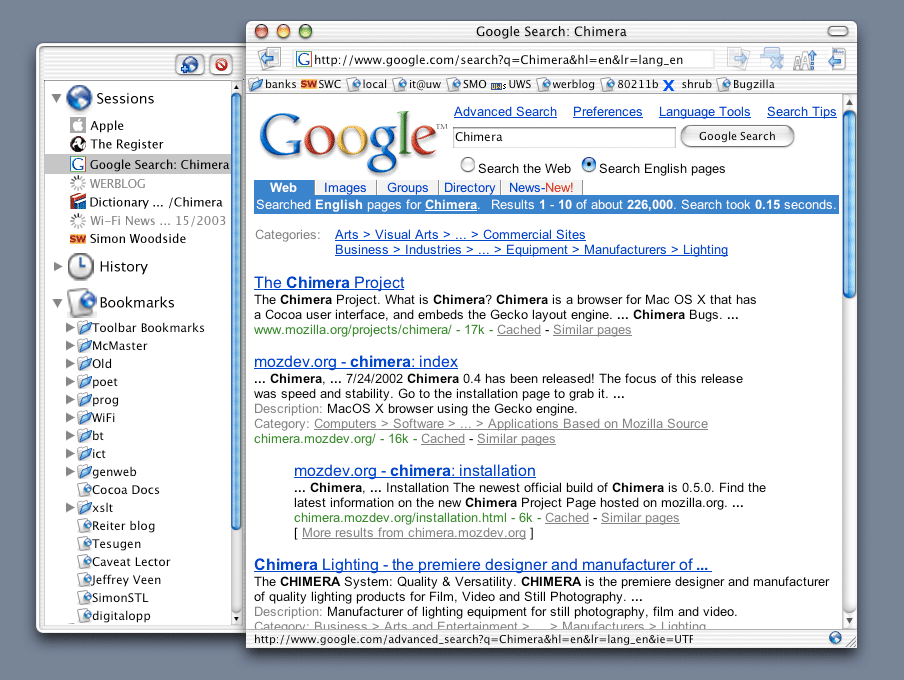 Sessions
Apple
The Register
Google Search: Chimera
WERBLOG
Dictionary ... /Chimera
Wi-Fi News ... 15/2003
SW Simon Woodside
History
Bookmarks
Toolbar Bookmarks
McMaster
Old
poet
prog
WiFi
bt
ict
genweb
Cocoa Docs
xslt
Reiter blog
Tesugen
Caveat Lector
Jeffrey Veen
SimonSTL
digitalopp
Google Search: Chimera
G http://www.google.com/search?q=Chimera&hl=en&lr=lang_en
banks SW SWC local it@uw SMO UWS werblog 80211b X shrub Bugzilla
Advanced Search Preferences Language Tools Search Tips
Google™
Chimera Google Search
Search the Web Search English pages
Web Images Groups Directory News-New!
Searched English pages for Chimera. Results 1 - 10 of about 226,000. Search took 0.15 seconds.
Categories: Arts > Visual Arts > ... > Commercial Sites
Business > Industries > ... > Equipment > Manufacturers > Lighting
The Chimera Project
The Chimera Project. What is Chimera? Chimera is a browser for Mac OS X that has
a Cocoa user interface, and embeds the Gecko layout engine. ... Chimera Bugs. ...
www.mozilla.org/projects/chimera/ - 17k - Cached - Similar pages
mozdev.org - chimera: index
... Chimera, ... 7/24/2002 Chimera 0.4 has been released! The focus of this release
was speed and stability. Go to the installation page to grab it. ...
Description: MacOS X browser using the Gecko engine.
Category: Computers > Software > ... > Applications Based on Mozilla Source
chimera.mozdev.org/ - 16k - Cached - Similar pages
mozdev.org - chimera: installation
... Chimera, ... Installation The newest official build of Chimera is 0.5.0. Find the
latest information on the new Chimera Project Page hosted on mozilla.org. ...
chimera.mozdev.org/installation.html - 6k - Cached - Similar pages
[ More results from chimera.mozdev.org ]
Chimera Lighting - the premiere designer and manufacturer of ...
The CHIMERA System: Quality & Versatility. CHIMERA is the premiere designer and manufacturer
of quality lighting products for Film, Video and Still Photography. ...
Description: Manufacturer of lighting equipment for still photography, film and video.
Category: Business > Arts and Entertainment > ... > Manufacturers > Lighting
http://www.google.com/advanced_search?q=Chimera&hl=en&lr=lang_en&ie=UTF